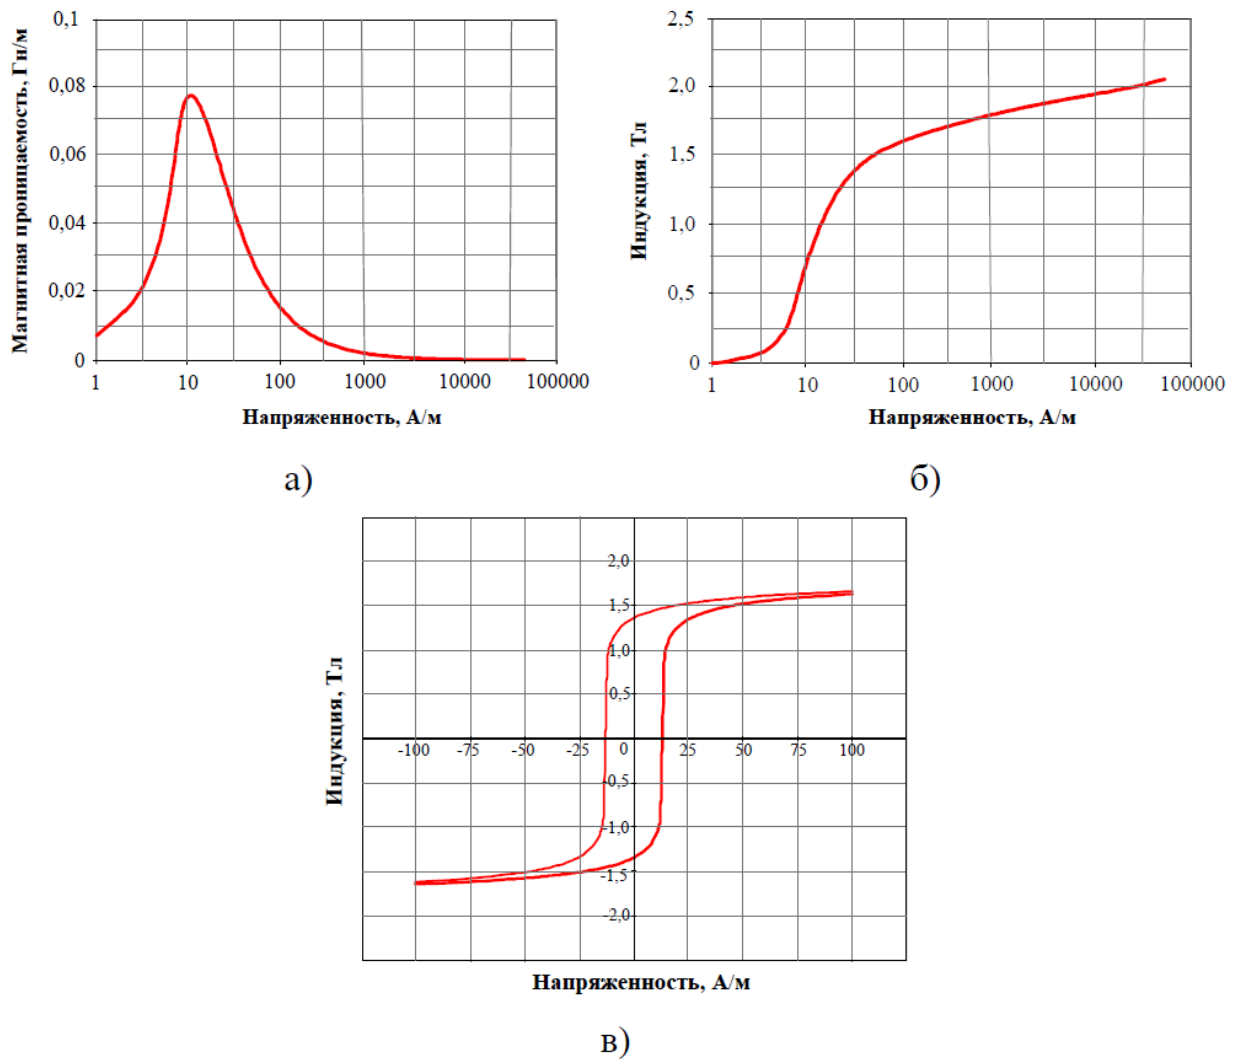 Магнитная проницаемость, Гн/м
0,1
0,08
0,06
0,04
0,02
0
1 10 100 1000 10000 100000
Напряженность, А/м
а)
Индукция, Тл
2,5
2,0
1,5
1,0
0,5
0
1 10 100 1000 10000 100000
Напряженность, А/м
б)
Индукция, Тл
2,0
1,5
1,0
0,5
-100 -75 -50 -25 0 25 50 75 100
-0,5
-1,0
-1,5
-2,0
Напряженность, А/м
в)